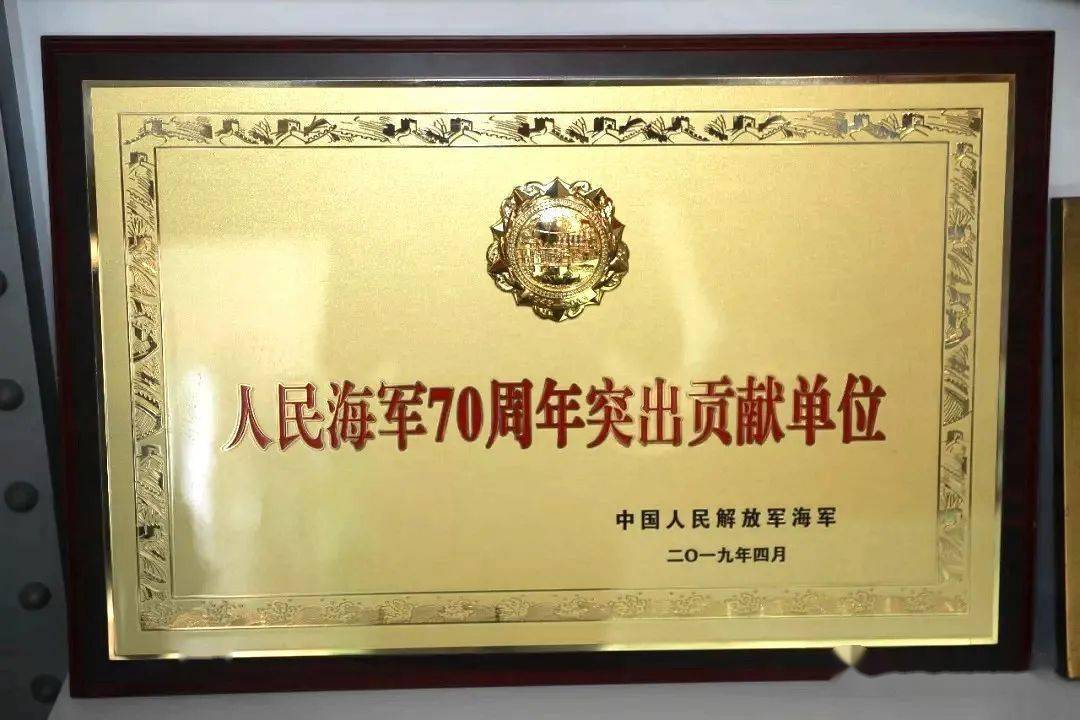 人民海军70周年突出贡献单位
中国人民解放军海军
二〇一九年四月